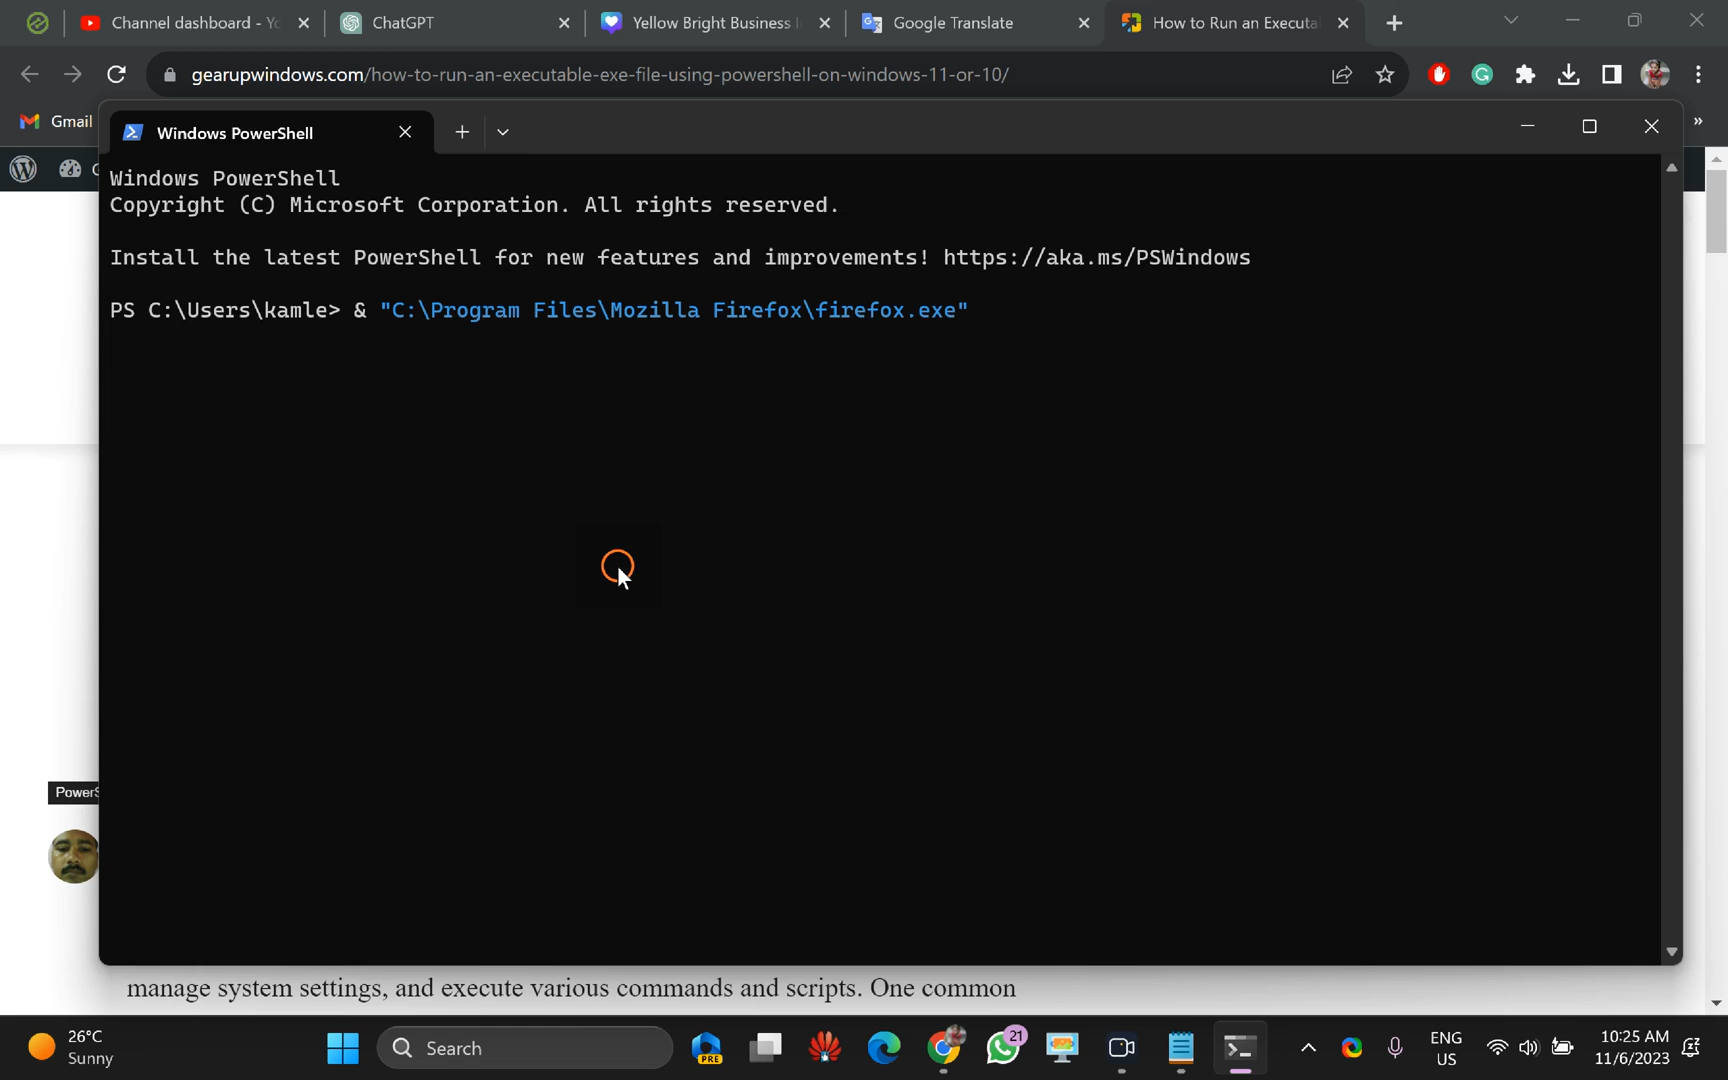 Channel dashboard - Yo
ChatGPT
Yellow Bright Business I
Google Translate
How to Run an Executa
gearupwindows.com/how-to-run-an-executable-exe-file-using-powershell-on-windows-11-or-10/
Gmail
»
Windows PowerShell
Windows PowerShell
Copyright (C) Microsoft Corporation. All rights reserved.
Install the latest PowerShell for new features and improvements! https://aka.ms/PSWindows
PS C:\Users\kamle> & "C:\Program Files\Mozilla Firefox\firefox.exe"
PowerS
manage system settings, and execute various commands and scripts. One common
26°C
Sunny
Search
PRE
21
ENG
US
10:25 AM
11/6/2023